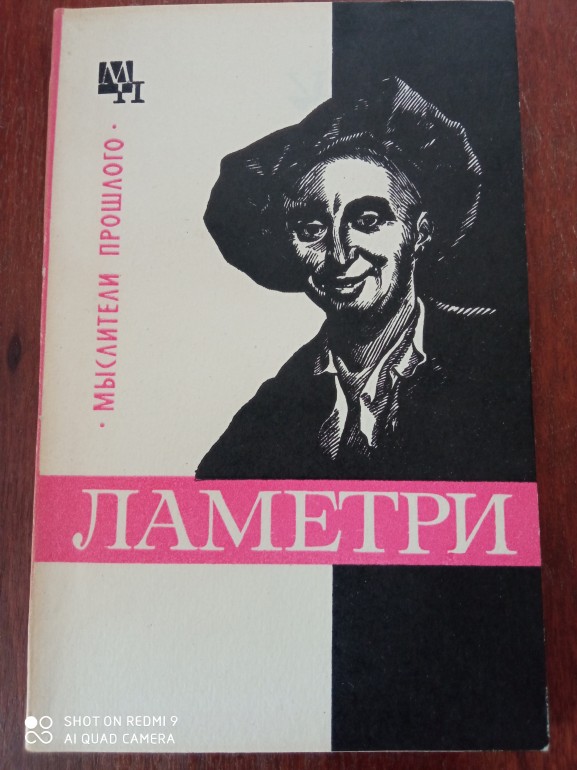 МП
· МЫСЛИТЕЛИ ПРОШЛОГО ·
ЛАМЕТРИ
SHOT ON REDMI 9
AI QUAD CAMERA